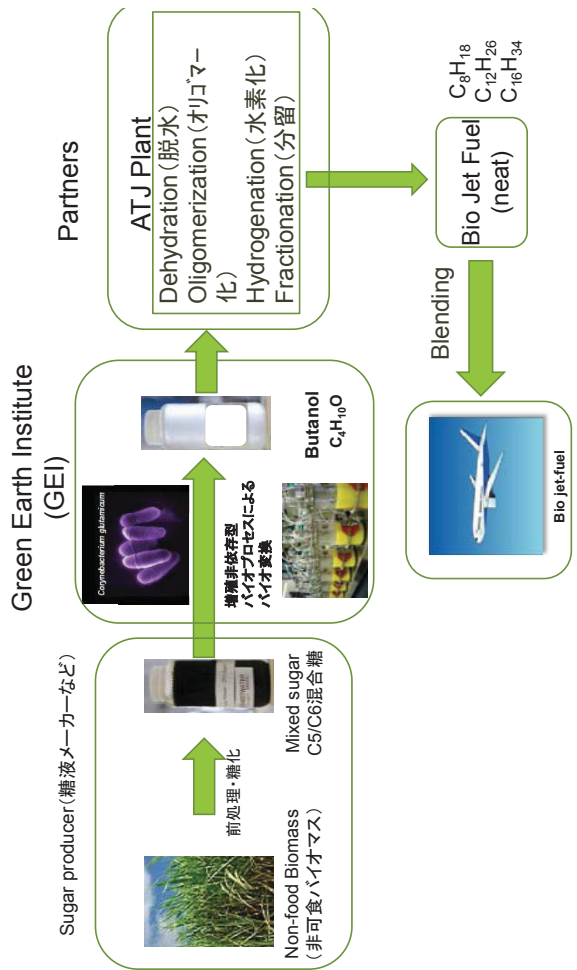 Sugar producer(糖液メーカーなど)
前処理・糖化
Non-food Biomass
(非可食バイオマス)
Mixed sugar
C5/C6混合糖
Green Earth Institute
(GEI)
Corynebacterium glutamicum
増殖非依存型
バイオプロセスによる
バイオ変換
Butanol
C₄H₁₀O
Partners
ATJ Plant
Dehydration(脱水)
Oligomerization(オリゴマー
化)
Hydrogenation(水素化)
Fractionation(分留)
Bio Jet Fuel
(neat)
C₈H₁₈
C₁₂H₂₆
C₁₆H₃₄
Blending
Bio jet-fuel